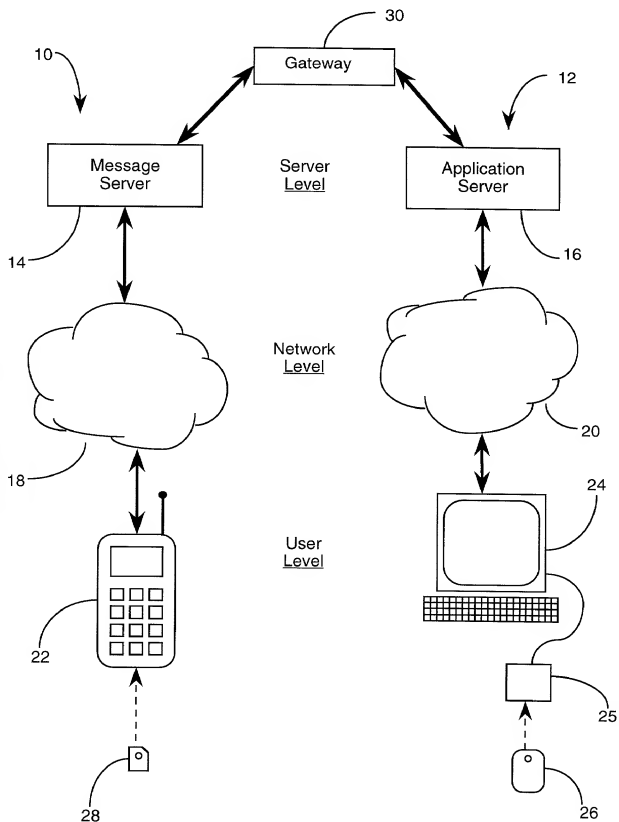 30
Gateway
10
12
Message
Server
Server
Level
Application
Server
14
16
Network
Level
18
20
User
Level
24
22
25
28
26